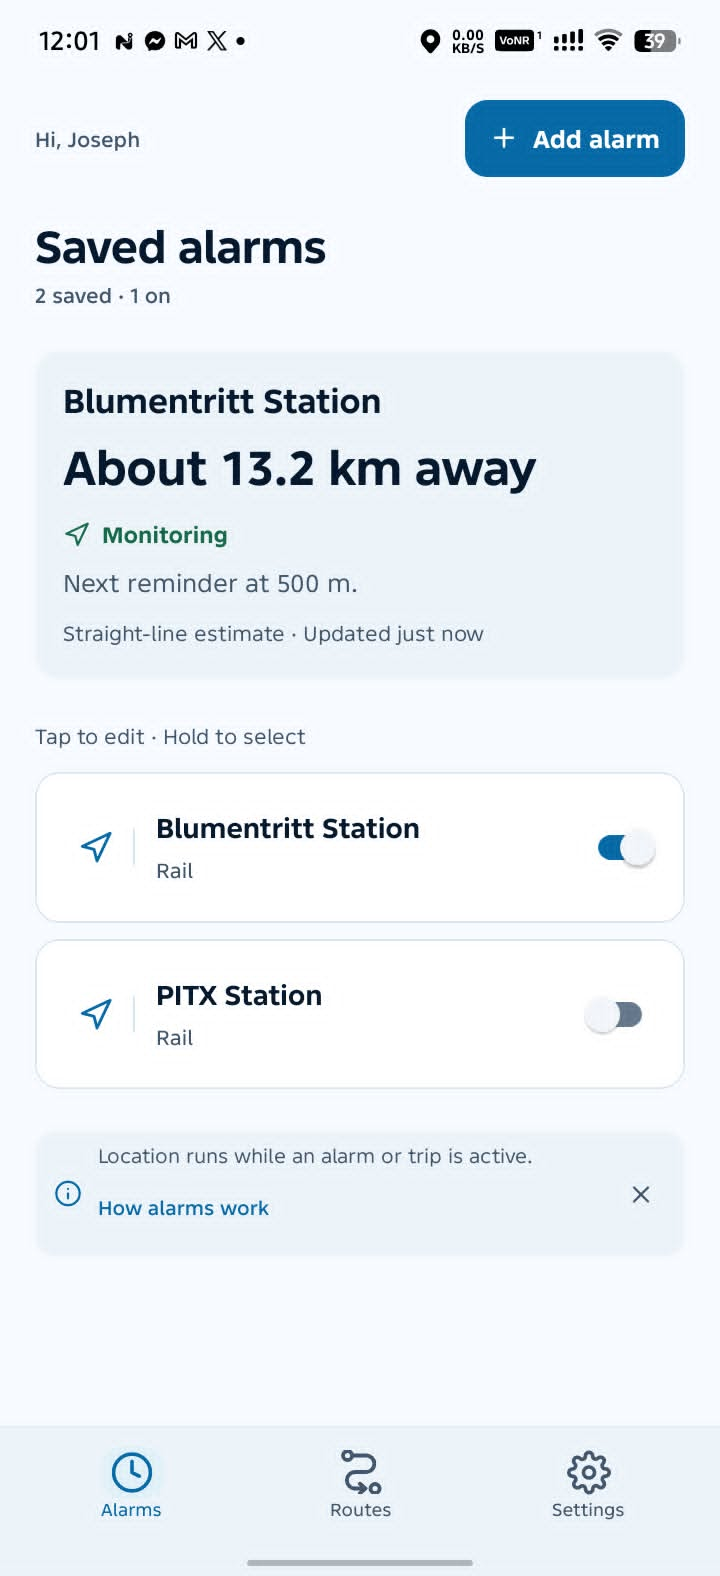 12:01
0.00
KB/S
VoNR
1
39
Hi, Joseph
Add alarm
Saved alarms
2 saved · 1 on
Blumentritt Station
About 13.2 km away
Monitoring
Next reminder at 500 m.
Straight-line estimate · Updated just now
Tap to edit · Hold to select
Blumentritt Station
Rail
PITX Station
Rail
Location runs while an alarm or trip is active.
How alarms work
Alarms
Routes
Settings